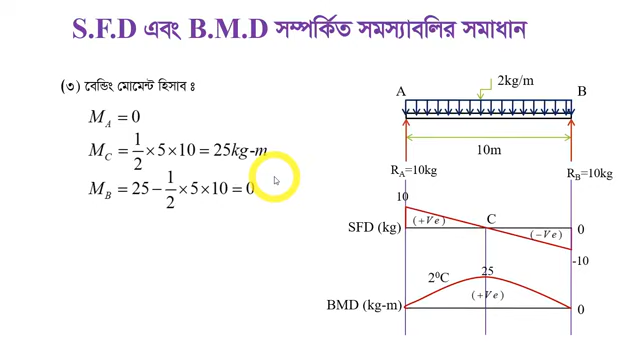 S.F.D এবং B.M.D সম্পর্কিত সমস্যাবলির সমাধান
(৩) বেন্ডিং মোমেন্ট হিসাব ঃ
M_A = 0
M_C = 1/2 × 5 × 10 = 25kg-m
M_B = 25 − 1/2 × 5 × 10 = 0
2kg/m
A B
10m
R_A=10kg R_B=10kg
10
SFD (kg) (+Ve) C (−Ve) 0
-10
2⁰C 25
(+Ve)
BMD (kg-m) 0